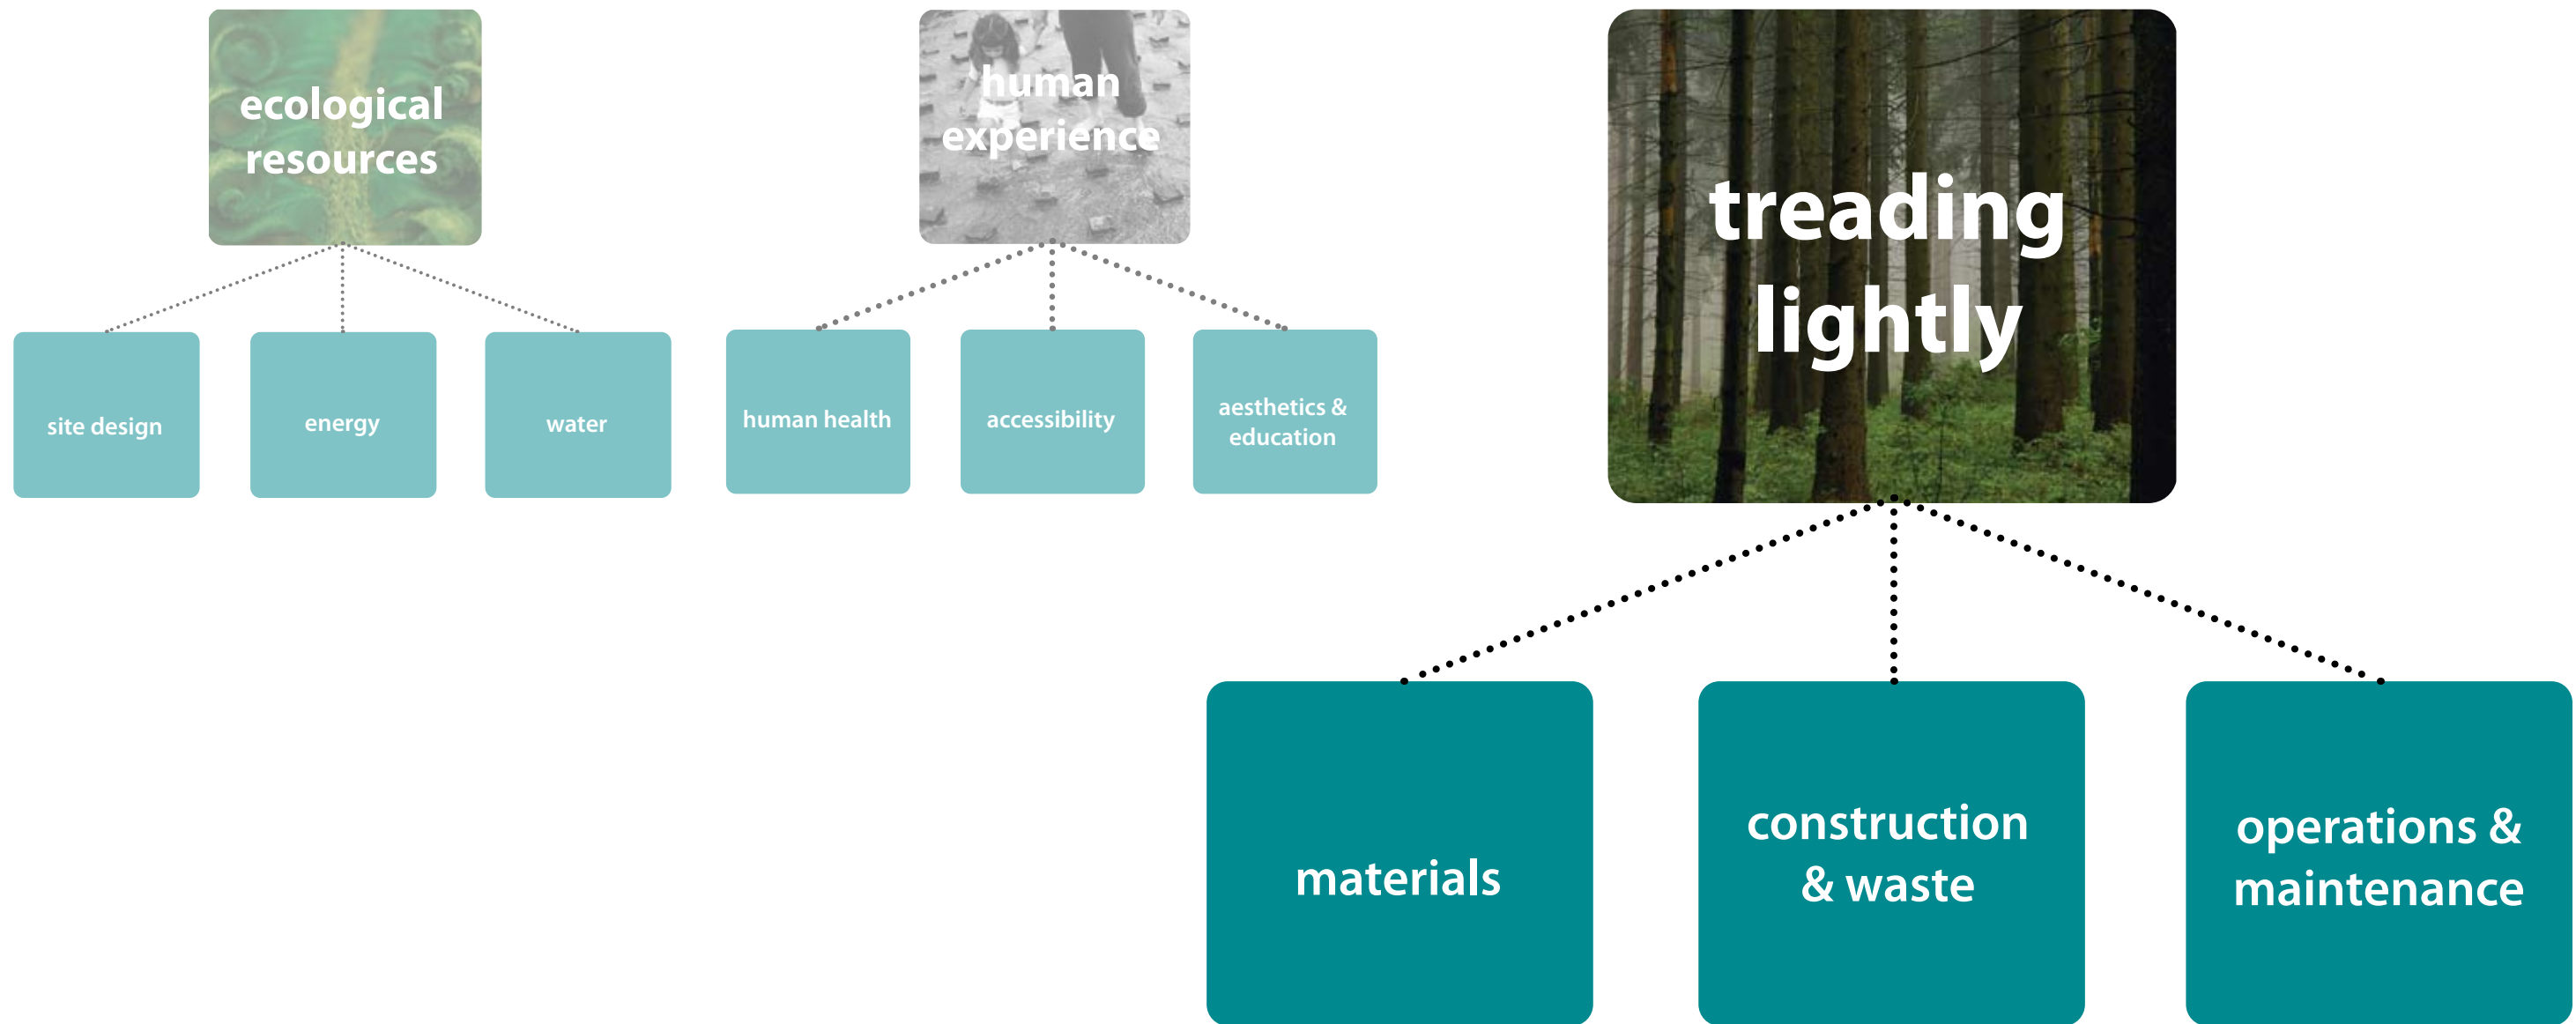 ecological
resources
site design
energy
water
human
experience
human health
accessibility
aesthetics &
education
treading
lightly
materials
construction
& waste
operations &
maintenance